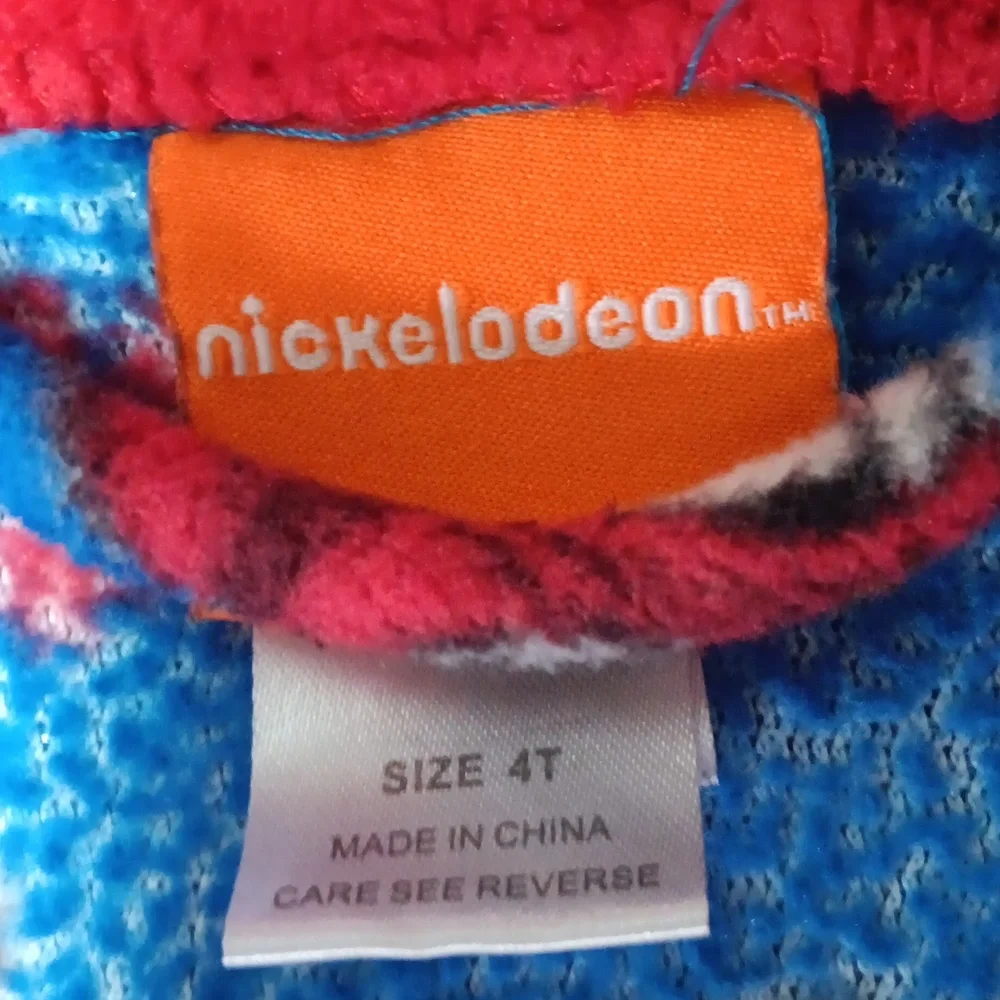 nickelodeon™
SIZE 4T
MADE IN CHINA
CARE SEE REVERSE